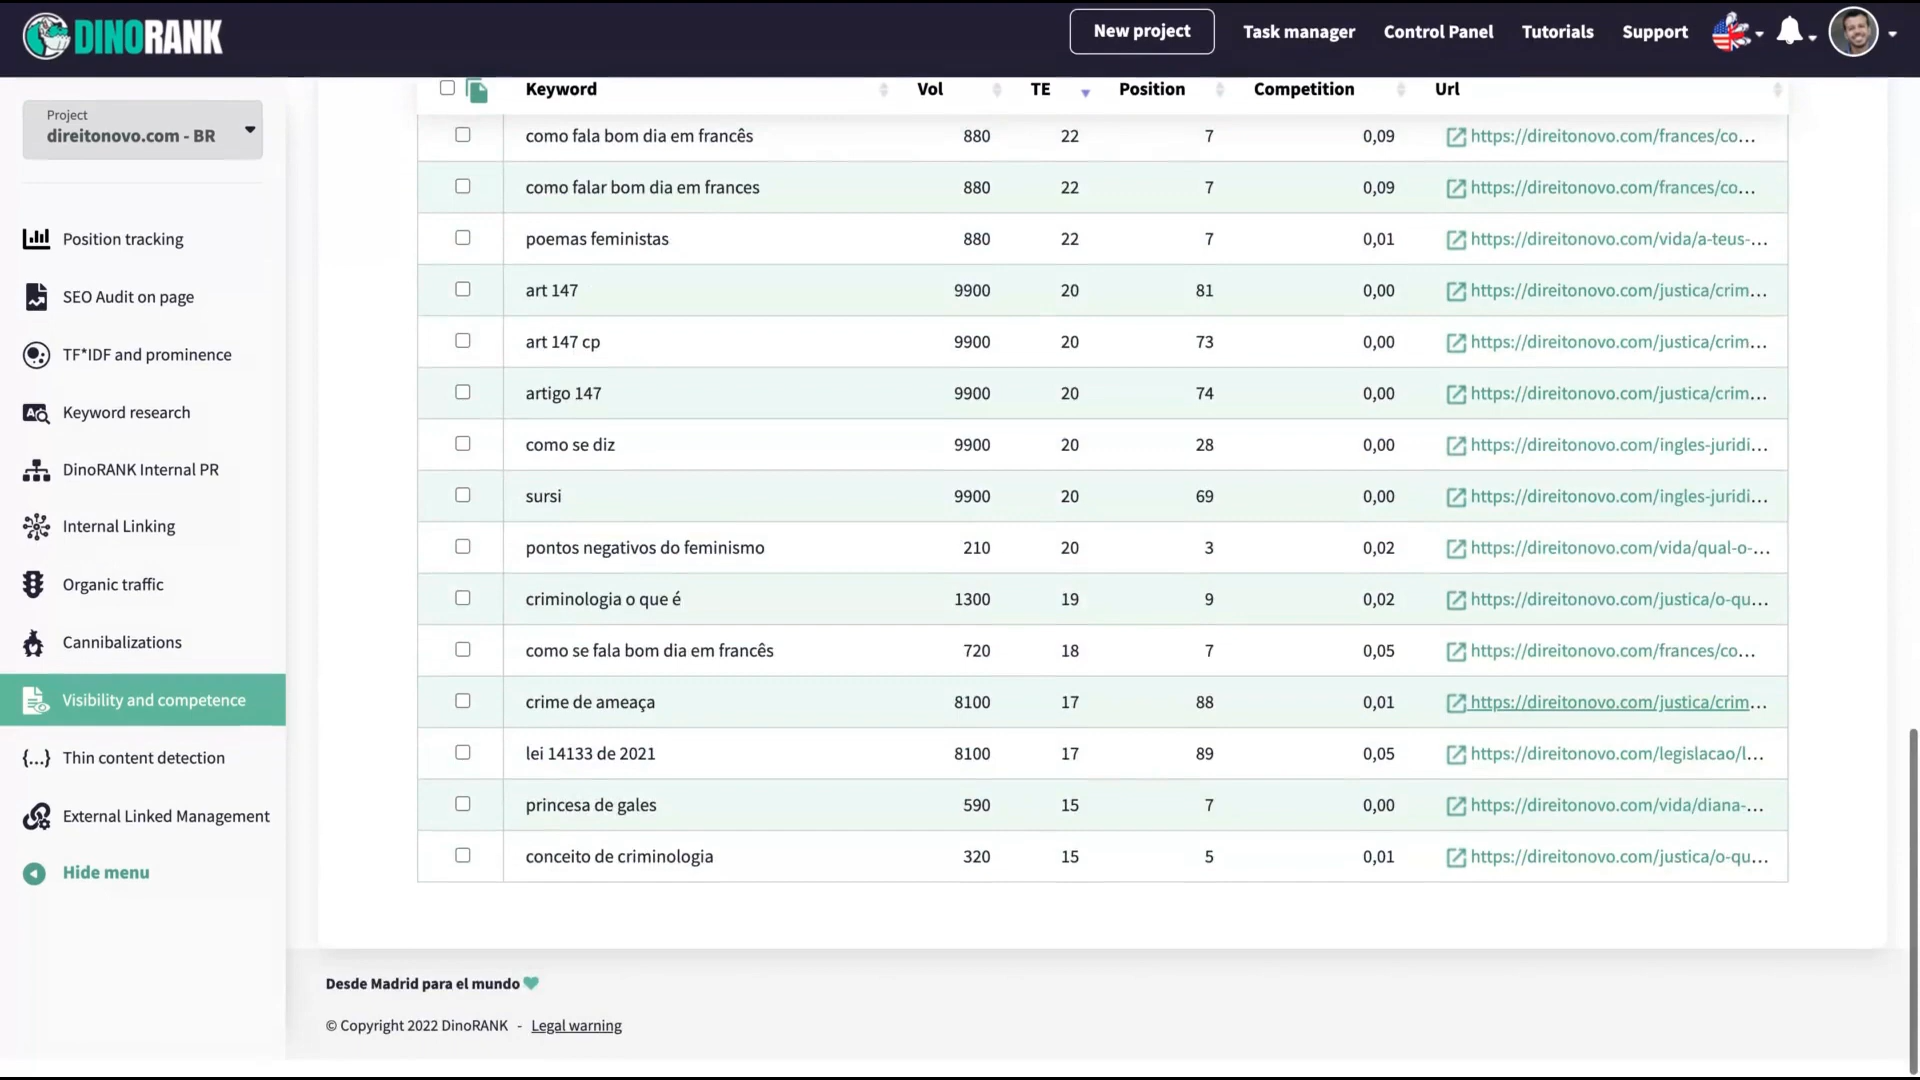 DINORANK
New project
Task manager
Control Panel
Tutorials
Support
Project
direitonovo.com - BR
Position tracking
SEO Audit on page
TF*IDF and prominence
Keyword research
DinoRANK Internal PR
Internal Linking
Organic traffic
Cannibalizations
Visibility and competence
{...} Thin content detection
External Linked Management
Hide menu
Keyword Vol TE Position Competition Url
como fala bom dia em francês 880 22 7 0,09 https://direitonovo.com/frances/co...
como falar bom dia em frances 880 22 7 0,09 https://direitonovo.com/frances/co...
poemas feministas 880 22 7 0,01 https://direitonovo.com/vida/a-teus-...
art 147 9900 20 81 0,00 https://direitonovo.com/justica/crim...
art 147 cp 9900 20 73 0,00 https://direitonovo.com/justica/crim...
artigo 147 9900 20 74 0,00 https://direitonovo.com/justica/crim...
como se diz 9900 20 28 0,00 https://direitonovo.com/ingles-juridi...
sursi 9900 20 69 0,00 https://direitonovo.com/ingles-juridi...
pontos negativos do feminismo 210 20 3 0,02 https://direitonovo.com/vida/qual-o-...
criminologia o que é 1300 19 9 0,02 https://direitonovo.com/justica/o-qu...
como se fala bom dia em francês 720 18 7 0,05 https://direitonovo.com/frances/co...
crime de ameaça 8100 17 88 0,01 https://direitonovo.com/justica/crim...
lei 14133 de 2021 8100 17 89 0,05 https://direitonovo.com/legislacao/l...
princesa de gales 590 15 7 0,00 https://direitonovo.com/vida/diana-...
conceito de criminologia 320 15 5 0,01 https://direitonovo.com/justica/o-qu...
Desde Madrid para el mundo
© Copyright 2022 DinoRANK - Legal warning